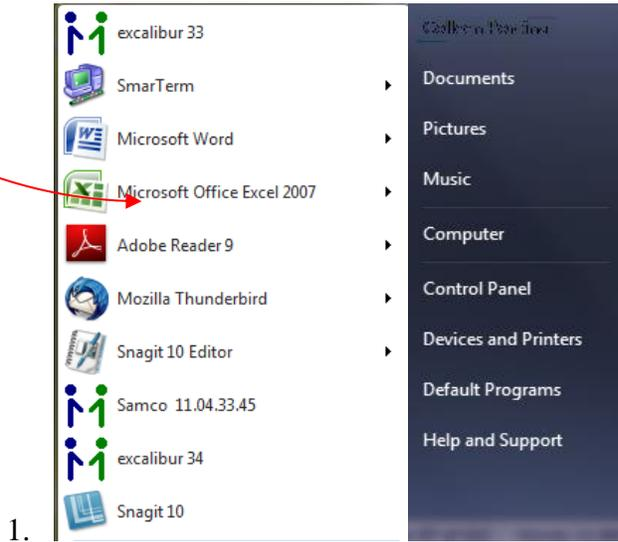 excalibur 33
SmarTerm
Microsoft Word
Microsoft Office Excel 2007
Adobe Reader 9
Mozilla Thunderbird
Snagit 10 Editor
Samco 11.04.33.45
excalibur 34
Snagit 10
Documents
Pictures
Music
Computer
Control Panel
Devices and Printers
Default Programs
Help and Support
1.